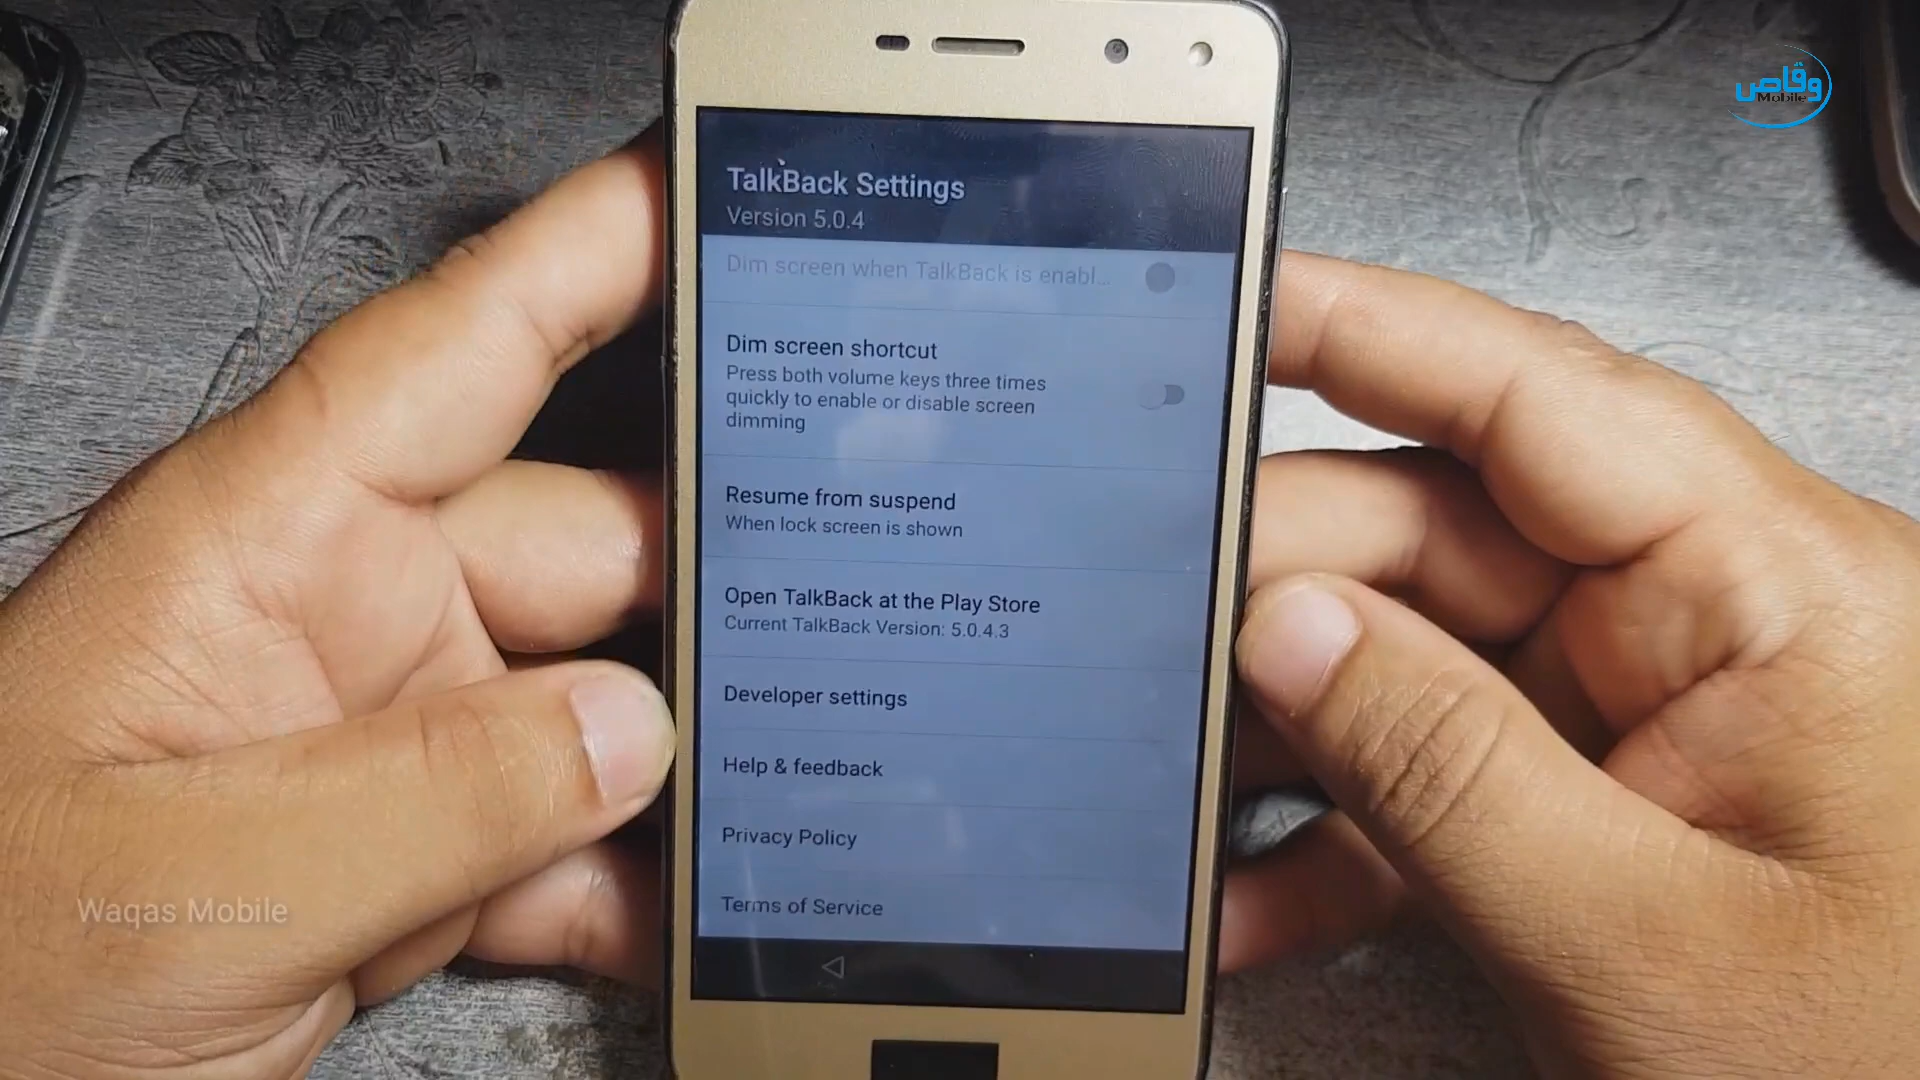 وقاص
Mobile
TalkBack Settings
Version 5.0.4
Dim screen when TalkBack is enabl...
Dim screen shortcut
Press both volume keys three times
quickly to enable or disable screen
dimming
Resume from suspend
When lock screen is shown
Open TalkBack at the Play Store
Current TalkBack Version: 5.0.4.3
Developer settings
Help & feedback
Privacy Policy
Terms of Service
Waqas Mobile